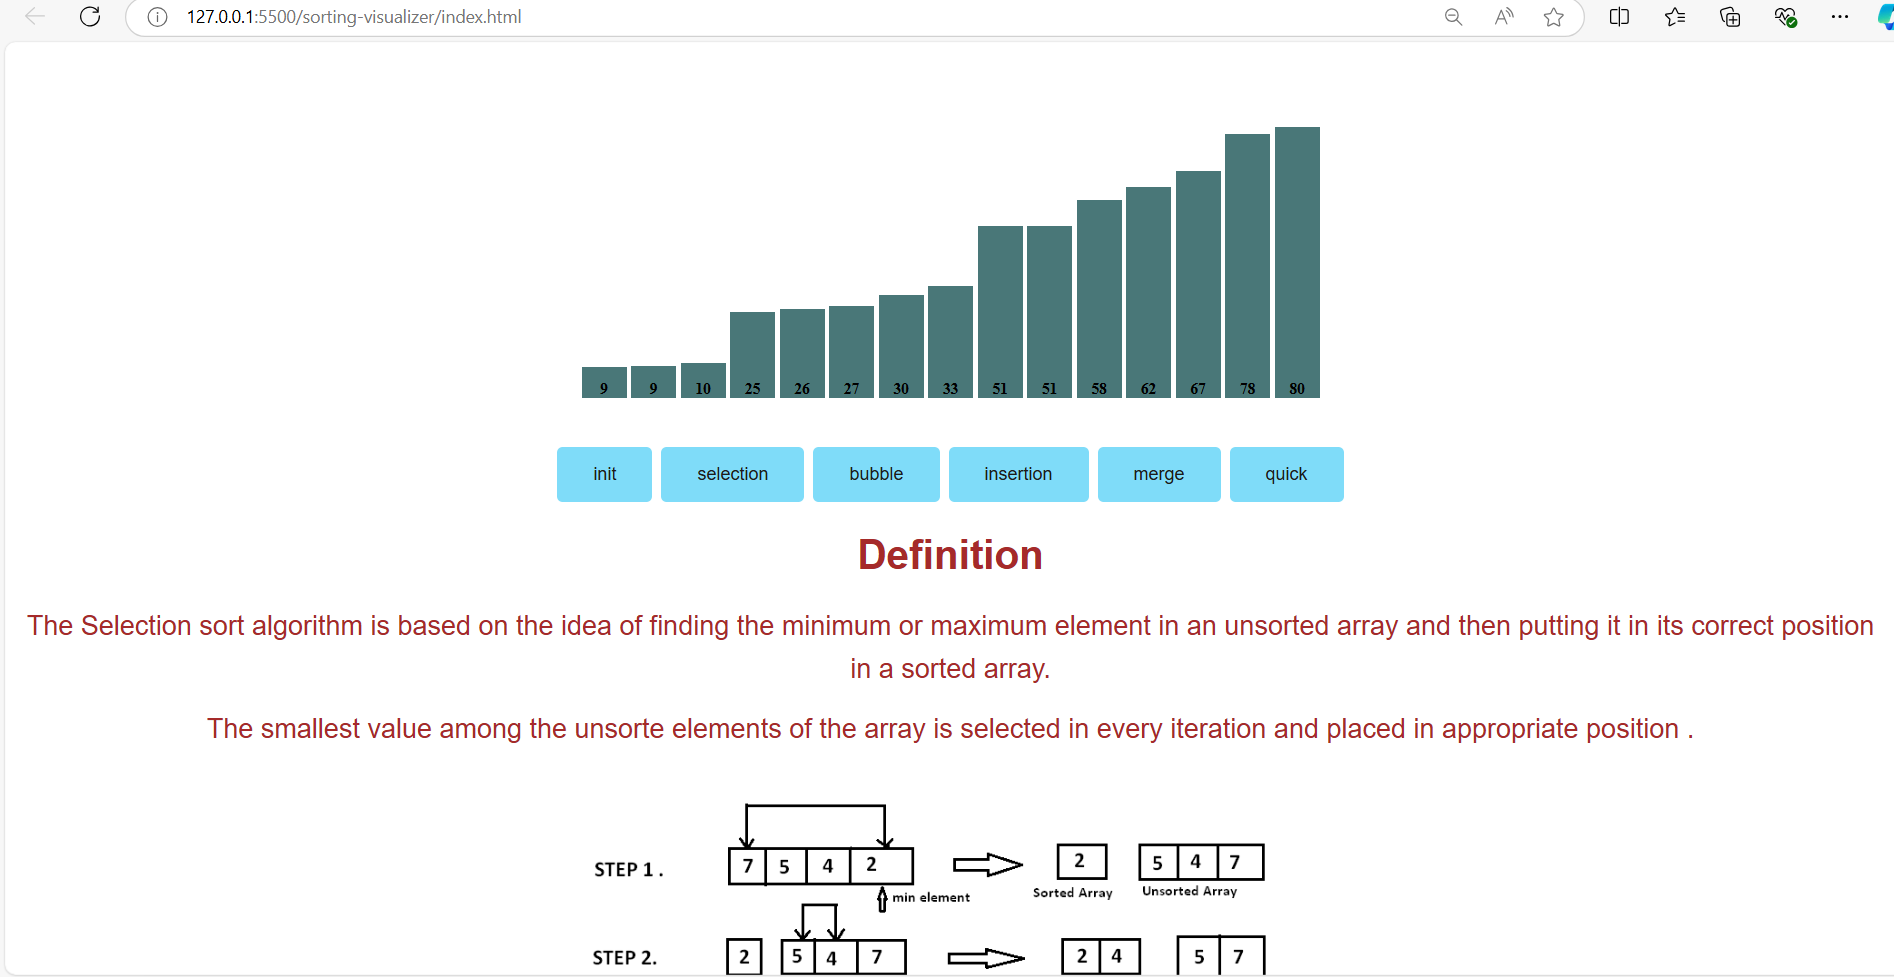 127.0.0.1:5500/sorting-visualizer/index.html
9 9 10 25 26 27 30 33 51 51 58 62 67 78 80
init selection bubble insertion merge quick
Definition
The Selection sort algorithm is based on the idea of finding the minimum or maximum element in an unsorted array and then putting it in its correct position
in a sorted array.
The smallest value among the unsorte elements of the array is selected in every iteration and placed in appropriate position .
STEP 1 . 7 5 4 2 2 5 4 7
min element Sorted Array Unsorted Array
STEP 2. 2 5 4 7 2 4 5 7